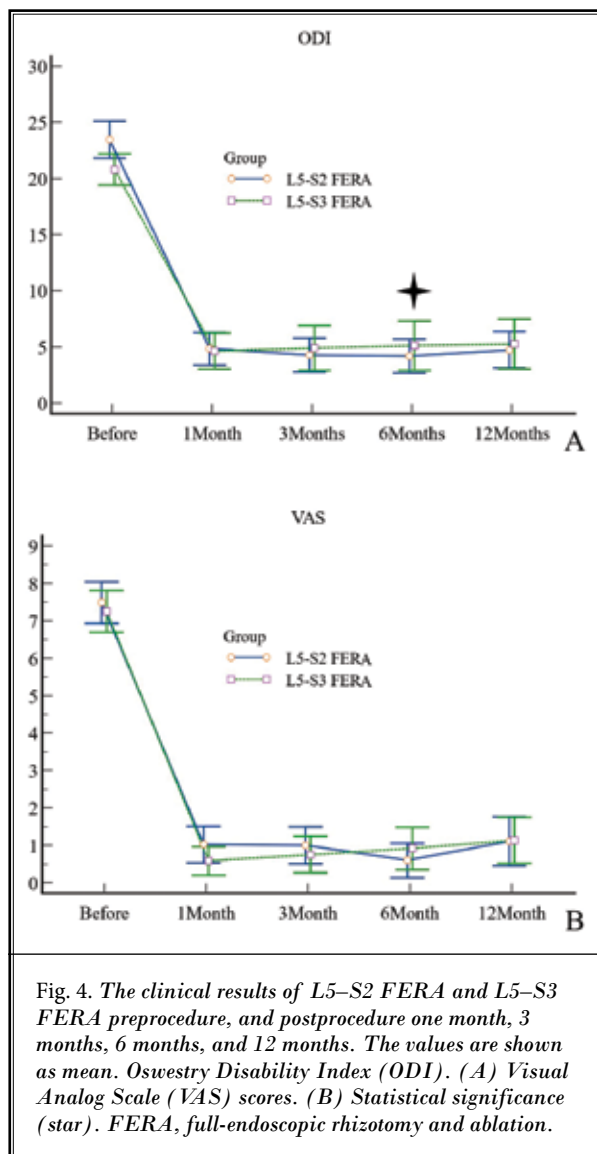 ODI
30
25
20
15
10
5
0
Group
L5-S2 FERA
L5-S3 FERA
Before 1Month 3Months 6Months 12Months
A
VAS
9
8
7
6
5
4
3
2
1
0
Group
L5-S2 FERA
L5-S3 FERA
Before 1Month 3Month 6Month 12Month
B
Fig. 4. The clinical results of L5–S2 FERA and L5–S3
FERA preprocedure, and postprocedure one month, 3
months, 6 months, and 12 months. The values are shown
as mean. Oswestry Disability Index (ODI). (A) Visual
Analog Scale (VAS) scores. (B) Statistical significance
(star). FERA, full-endoscopic rhizotomy and ablation.